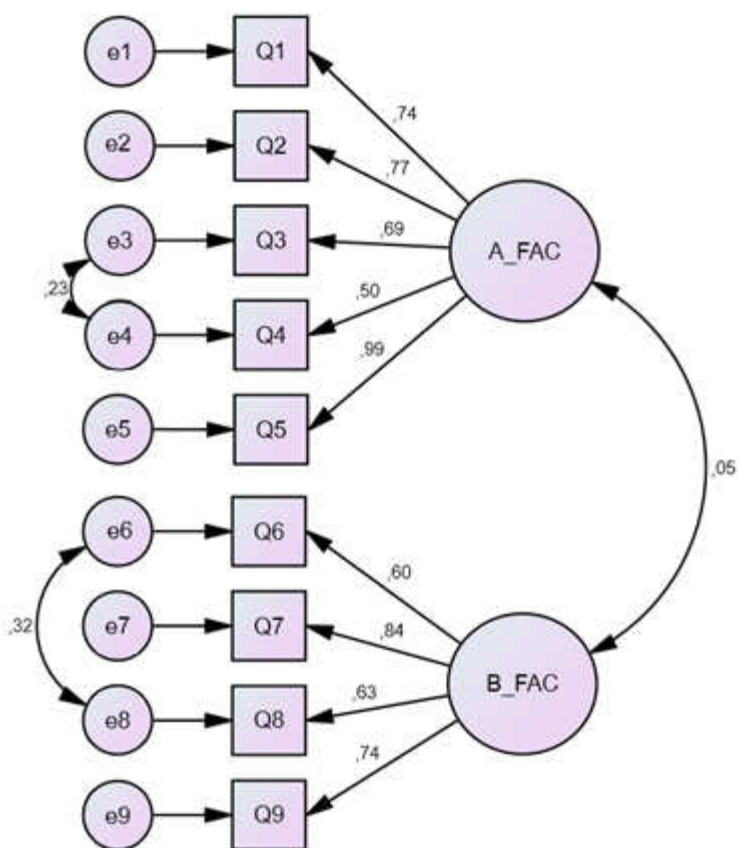 e1
Q1
,74
e2
Q2
,77
e3
Q3
,69
A_FAC
,23
,50
e4
Q4
,99
e5
Q5
,05
e6
Q6
,60
,32
e7
Q7
,84
B_FAC
,63
e8
Q8
,74
e9
Q9